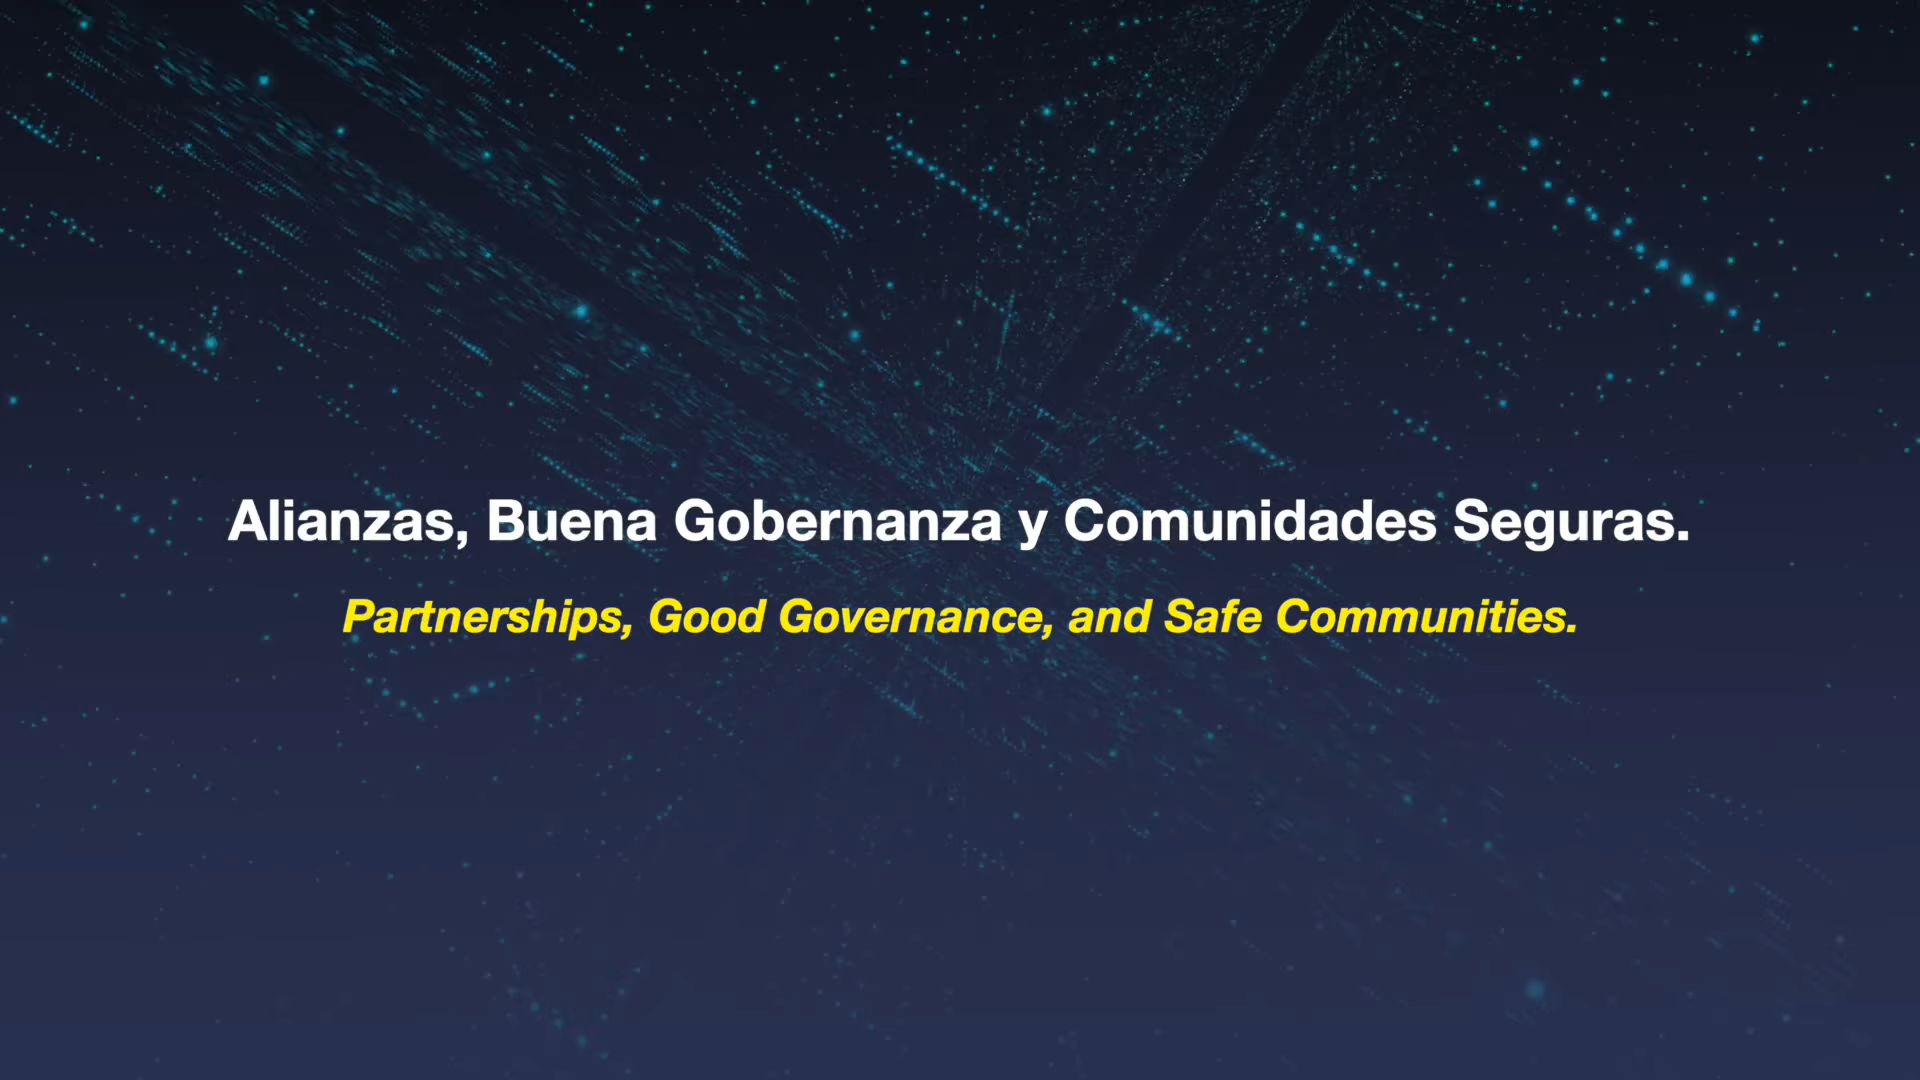 Alianzas, Buena Gobernanza y Comunidades Seguras.
Partnerships, Good Governance, and Safe Communities.